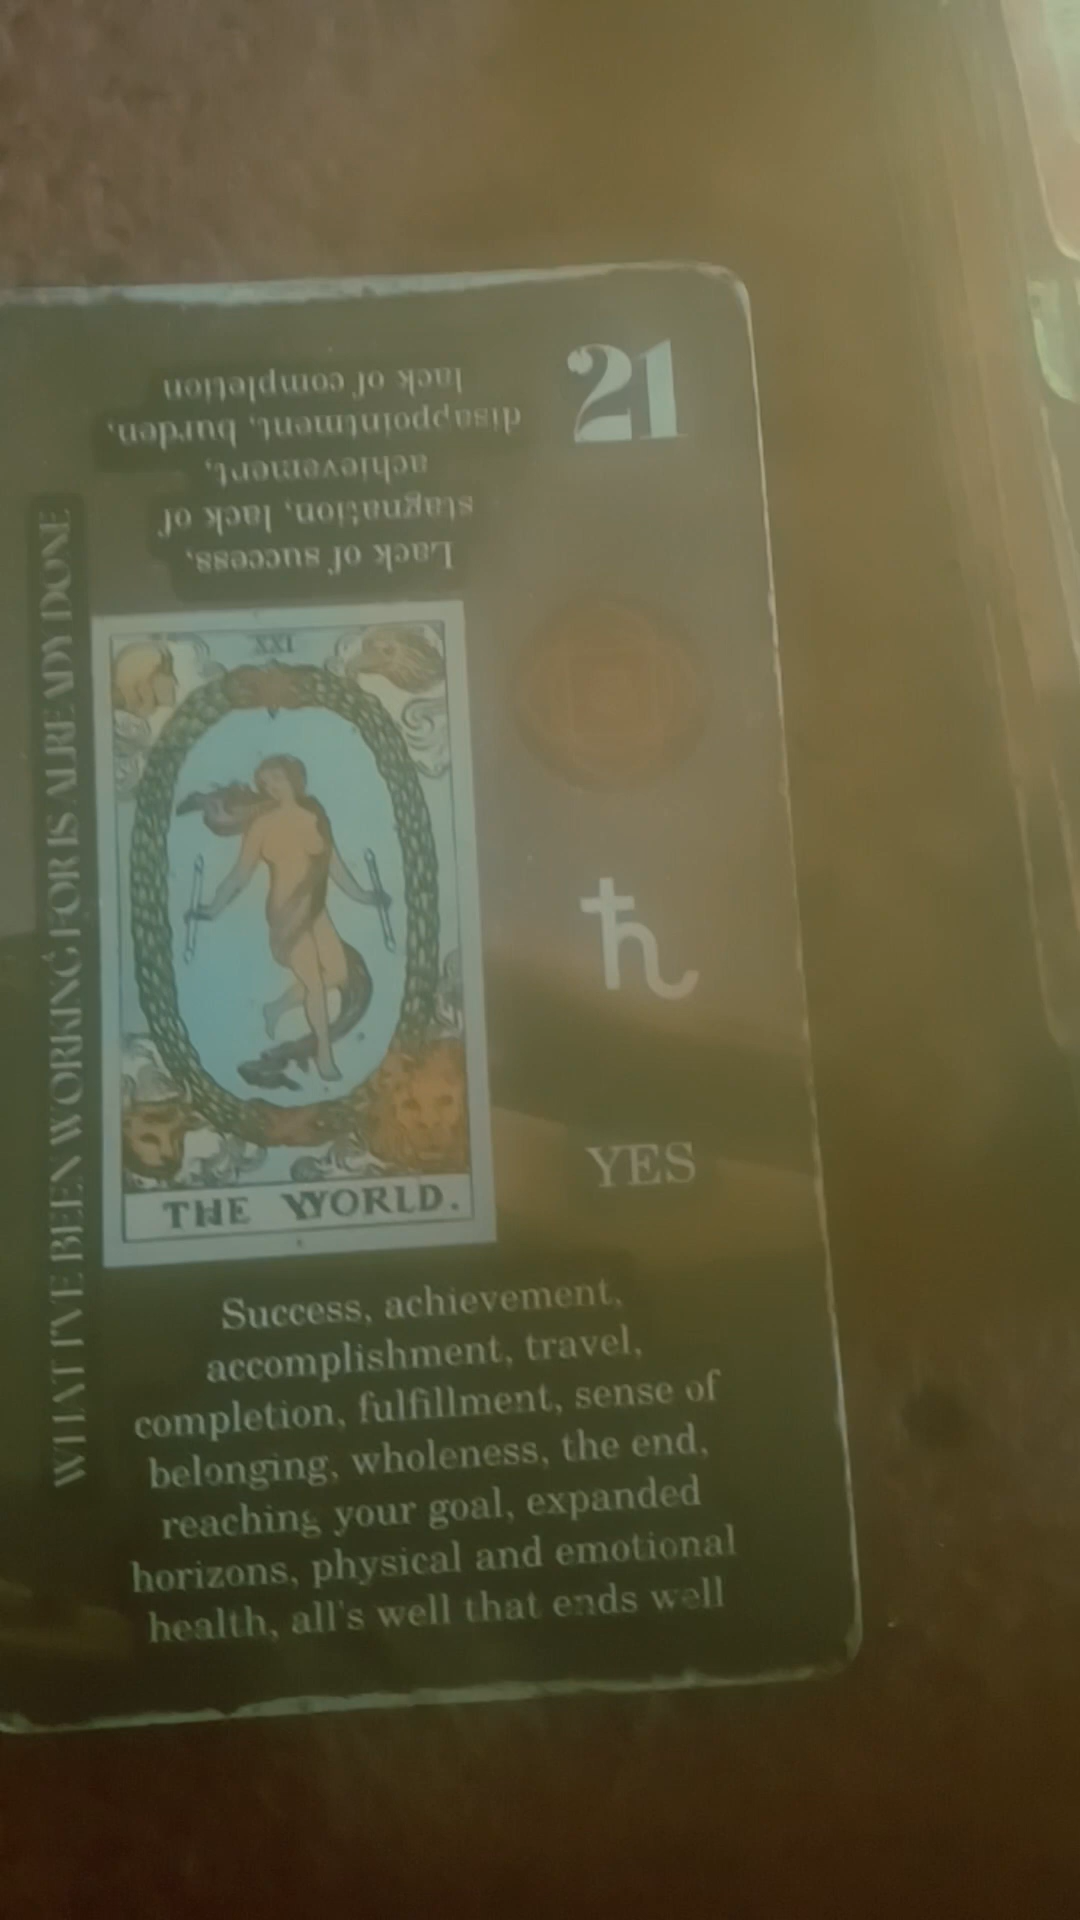 21
Lack of success,
stagnation, lack of
achievement,
disappointment, burden,
lack of completion
WHAT I'VE BEEN WORKING FOR IS ALREADY DONE
XXI
THE WORLD.
YES
Success, achievement,
accomplishment, travel,
completion, fulfillment, sense of
belonging, wholeness, the end,
reaching your goal, expanded
horizons, physical and emotional
health, all's well that ends well